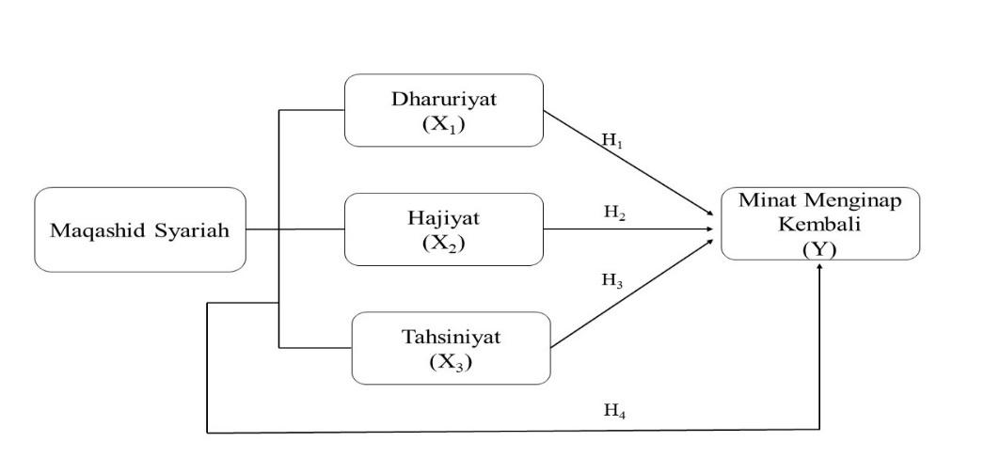 Dharuriyat
(X₁)
H₁
Maqashid Syariah
Hajiyat
(X₂)
H₂
Minat Menginap
Kembali
(Y)
H₃
Tahsiniyat
(X₃)
H₄